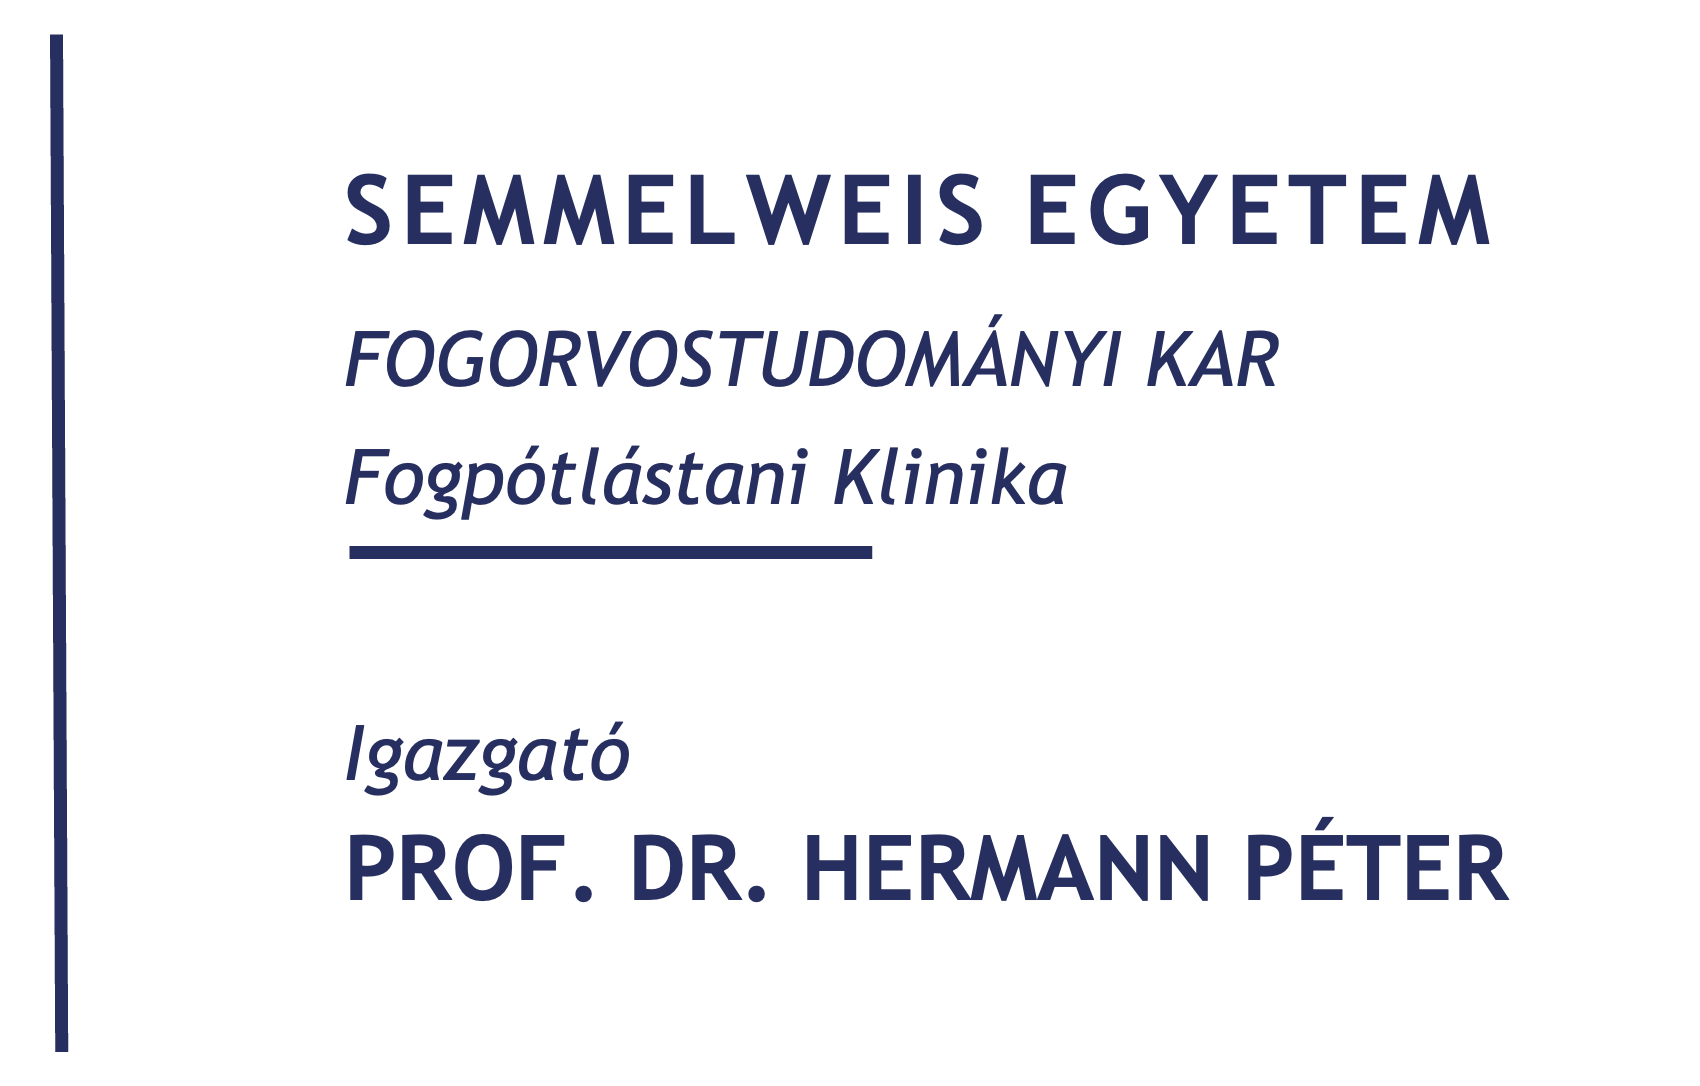 SEMMELWEIS EGYETEM
FOGORVOSTUDOMÁNYI KAR
Fogpótlástani Klinika
Igazgató
PROF. DR. HERMANN PÉTER